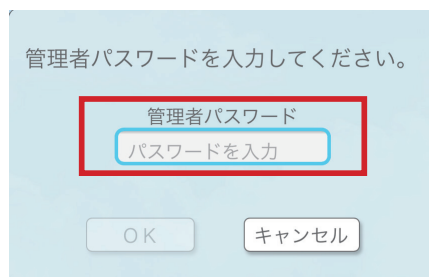 管理者パスワードを入力してください。
管理者パスワード
パスワードを入力
OK
キャンセル